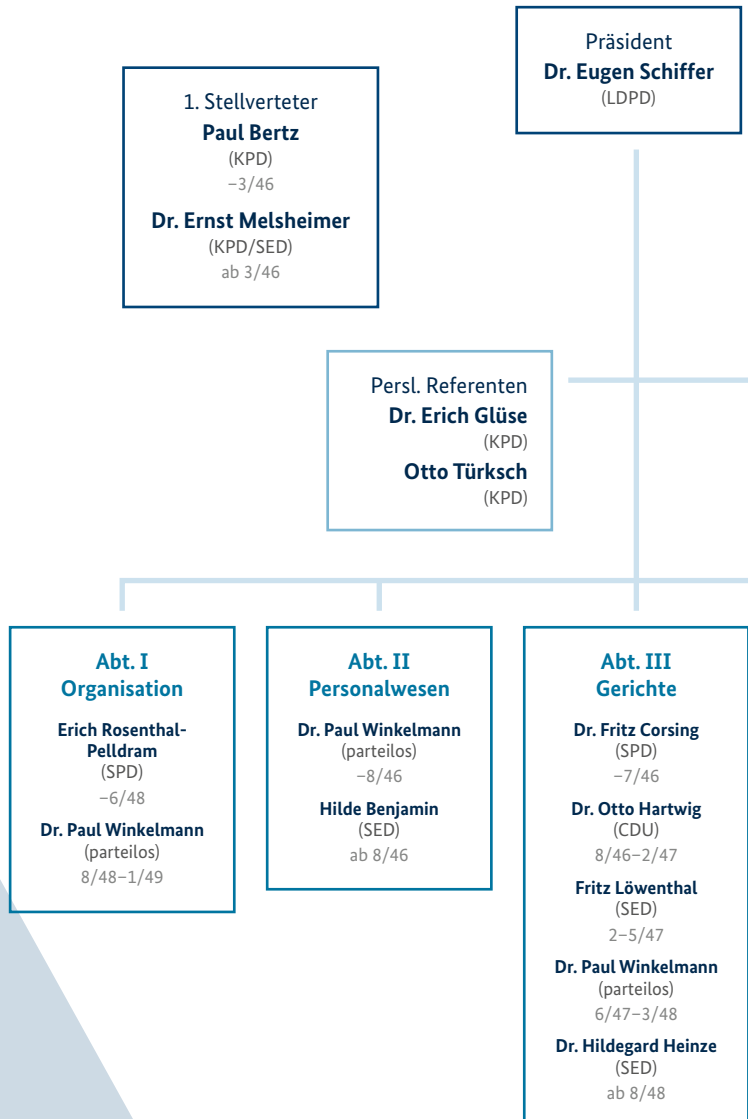 Präsident
Dr. Eugen Schiffer
(LDPD)
1. Stellverteter
Paul Bertz
(KPD)
–3/46
Dr. Ernst Melsheimer
(KPD/SED)
ab 3/46
Persl. Referenten
Dr. Erich Glüse
(KPD)
Otto Türksch
(KPD)
Abt. I
Organisation
Erich Rosenthal-
Pelldram
(SPD)
–6/48
Dr. Paul Winkelmann
(parteilos)
8/48–1/49
Abt. II
Personalwesen
Dr. Paul Winkelmann
(parteilos)
–8/46
Hilde Benjamin
(SED)
ab 8/46
Abt. III
Gerichte
Dr. Fritz Corsing
(SPD)
–7/46
Dr. Otto Hartwig
(CDU)
8/46–2/47
Fritz Löwenthal
(SED)
2–5/47
Dr. Paul Winkelmann
(parteilos)
6/47–3/48
Dr. Hildegard Heinze
(SED)
ab 8/48